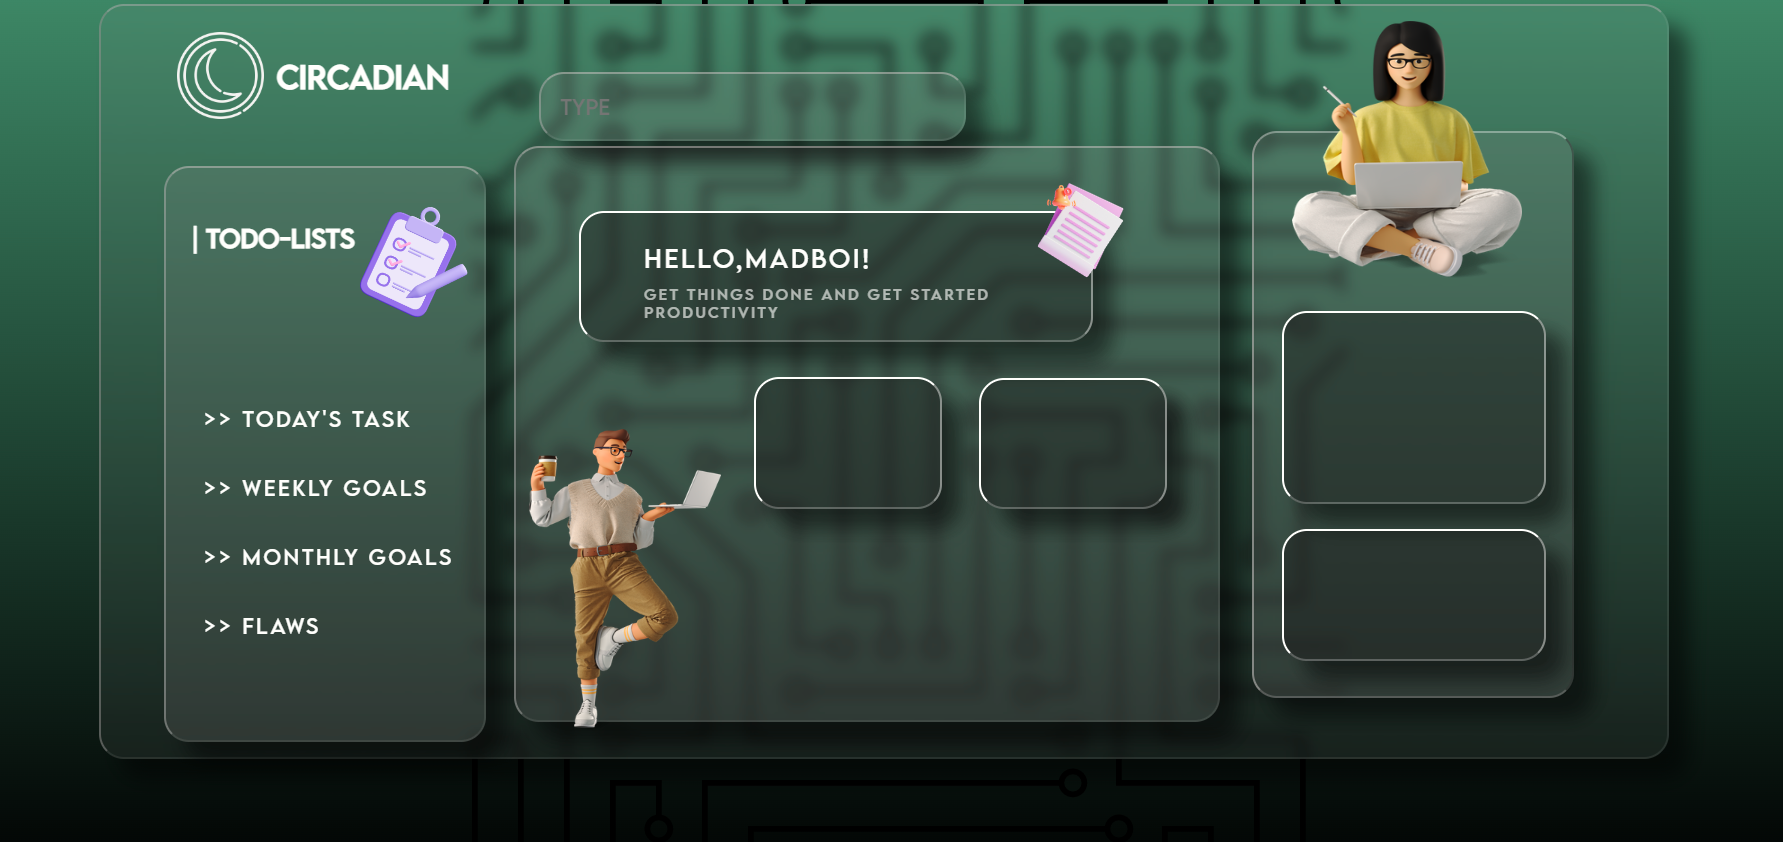 CIRCADIAN
TYPE
| TODO-LISTS
>> TODAY'S TASK
>> WEEKLY GOALS
>> MONTHLY GOALS
>> FLAWS
HELLO,MADBOI!
GET THINGS DONE AND GET STARTED
PRODUCTIVITY